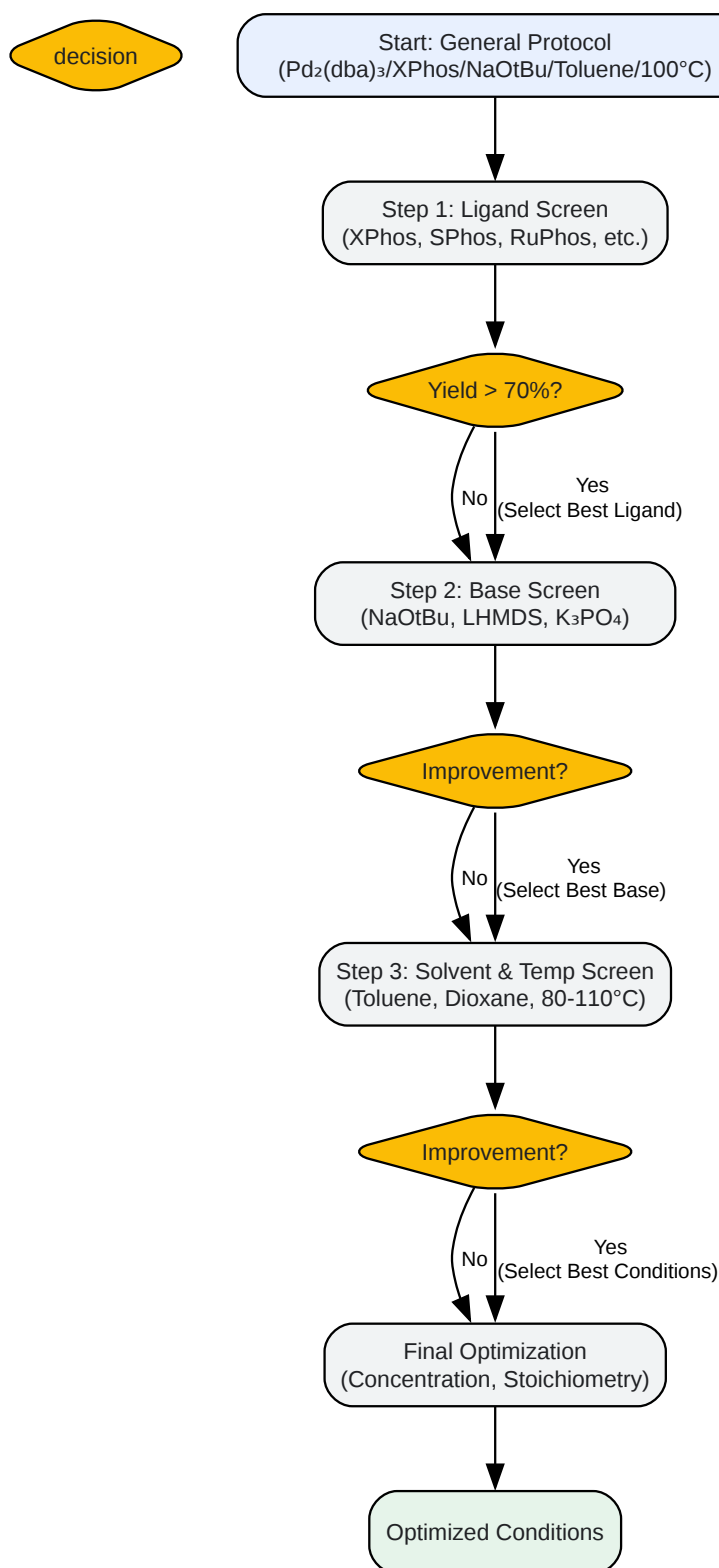 decision
Start: General Protocol
(Pd₂(dba)₃/XPhos/NaOtBu/Toluene/100°C)
Step 1: Ligand Screen
(XPhos, SPhos, RuPhos, etc.)
Yield > 70%?
No
Yes
(Select Best Ligand)
Step 2: Base Screen
(NaOtBu, LHMDS, K₃PO₄)
Improvement?
No
Yes
(Select Best Base)
Step 3: Solvent & Temp Screen
(Toluene, Dioxane, 80-110°C)
Improvement?
No
Yes
(Select Best Conditions)
Final Optimization
(Concentration, Stoichiometry)
Optimized Conditions